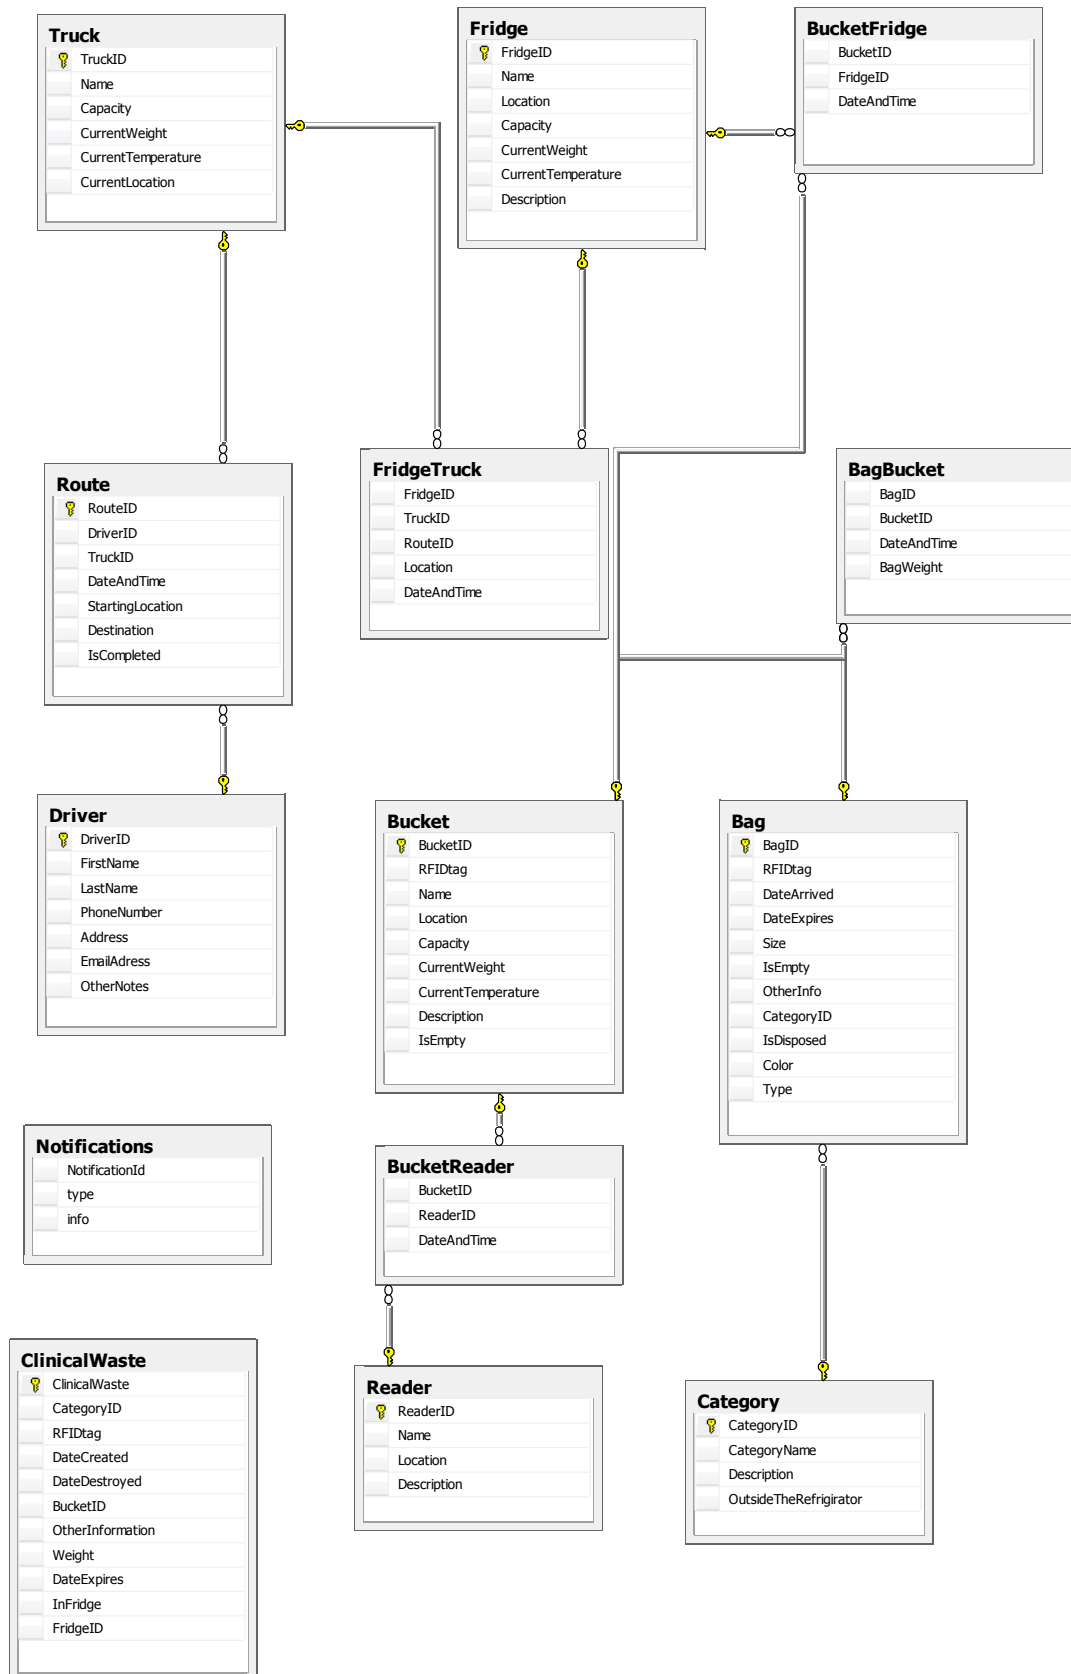 Truck
TruckID
Name
Capacity
CurrentWeight
CurrentTemperature
CurrentLocation
Fridge
FridgeID
Name
Location
Capacity
CurrentWeight
CurrentTemperature
Description
BucketFridge
BucketID
FridgeID
DateAndTime
Route
RouteID
DriverID
TruckID
DateAndTime
StartingLocation
Destination
IsCompleted
FridgeTruck
FridgeID
TruckID
RouteID
Location
DateAndTime
BagBucket
BagID
BucketID
DateAndTime
BagWeight
Driver
DriverID
FirstName
LastName
PhoneNumber
Address
EmailAdress
OtherNotes
Bucket
BucketID
RFIDtag
Name
Location
Capacity
CurrentWeight
CurrentTemperature
Description
IsEmpty
Bag
BagID
RFIDtag
DateArrived
DateExpires
Size
IsEmpty
OtherInfo
CategoryID
IsDisposed
Color
Type
Notifications
NotificationId
type
info
BucketReader
BucketID
ReaderID
DateAndTime
ClinicalWaste
ClinicalWaste
CategoryID
RFIDtag
DateCreated
DateDestroyed
BucketID
OtherInformation
Weight
DateExpires
InFridge
FridgeID
Reader
ReaderID
Name
Location
Description
Category
CategoryID
CategoryName
Description
OutsideTheRefrigirator